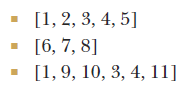 [1, 2, 3, 4, 5]
[6, 7, 8]
[1, 9, 10, 3, 4, 11]